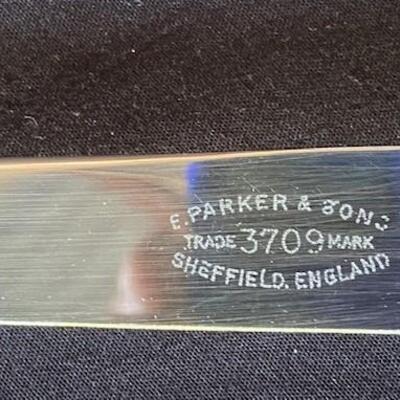 E. PARKER & SONS
TRADE 3709 MARK
SHEFFIELD, ENGLAND